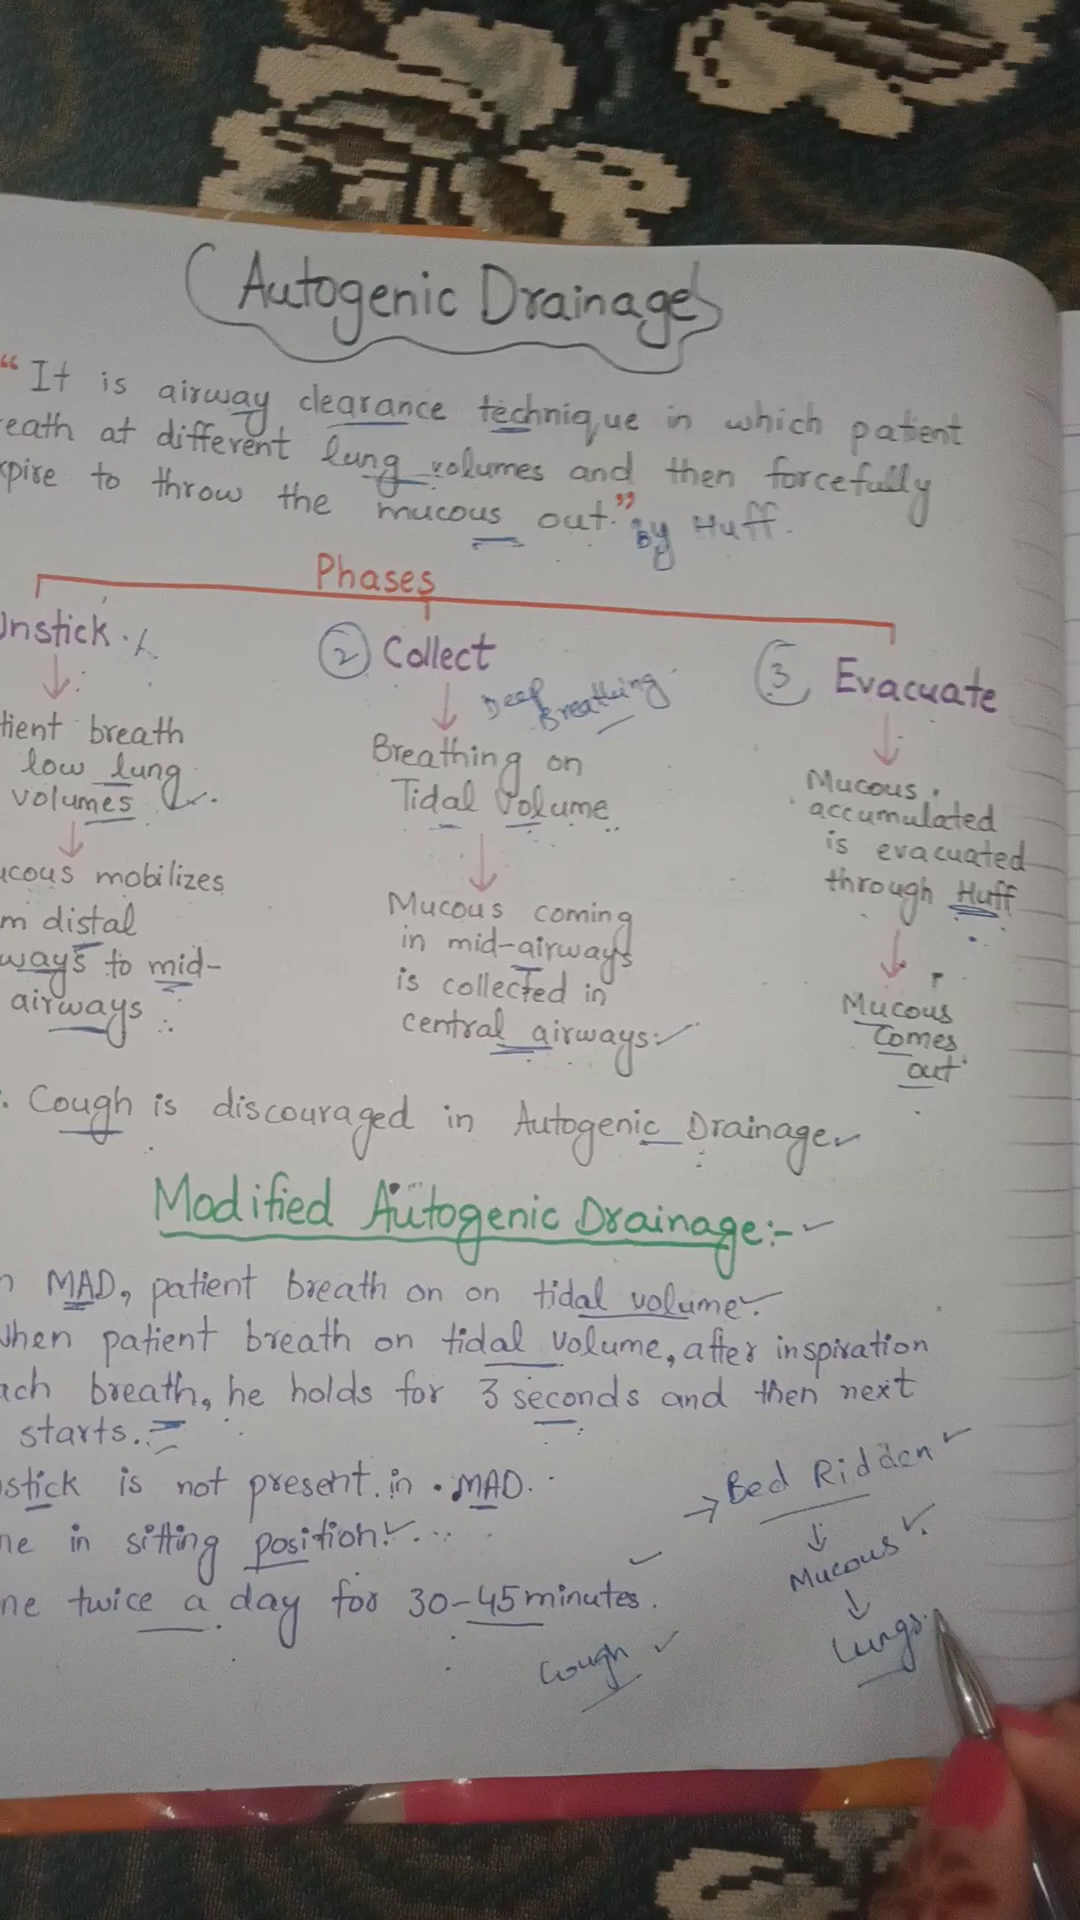 Autogenic Drainage
“It is airway clearance technique in which patient
eath at different lung volumes and then forcefully
xpire to throw the mucous out.” By Huff.
Phases
Unstick.
tient breath
low lung
volumes
ucous mobilizes
m distal
ways to mid-
airways
2 Collect
Deep Breathing
Breathing on
Tidal Volume
Mucous coming
in mid-airways
is collected in
central airways:
3 Evacuate
Mucous
accumulated
is evacuated
through Huff
Mucous
Comes
out
Cough is discouraged in Autogenic Drainage
Modified Autogenic Drainage:-
n MAD, patient breath on on tidal volume.
When patient breath on tidal volume, after inspiration
ach breath, he holds for 3 seconds and then next
starts.
stick is not present in MAD.
ne in sitting position.
ne twice a day for 30-45 minutes.
Cough
→ Bed Ridden
Mucous
Lungs.